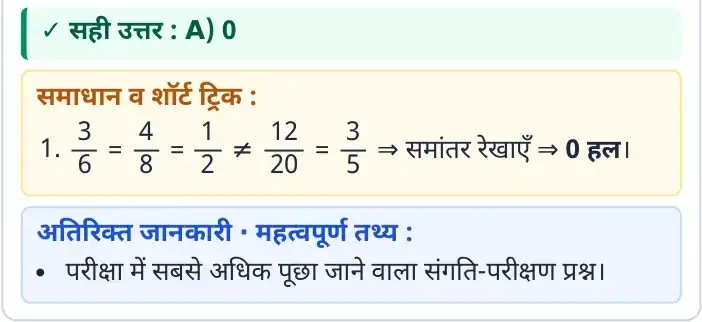 ✓ सही उत्तर : A) 0
समाधान व शॉर्ट ट्रिक :
1. 3/6 = 4/8 = 1/2 ≠ 12/20 = 3/5 ⇒ समांतर रेखाएँ ⇒ 0 हल।
अतिरिक्त जानकारी · महत्वपूर्ण तथ्य :
• परीक्षा में सबसे अधिक पूछा जाने वाला संगति-परीक्षण प्रश्न।